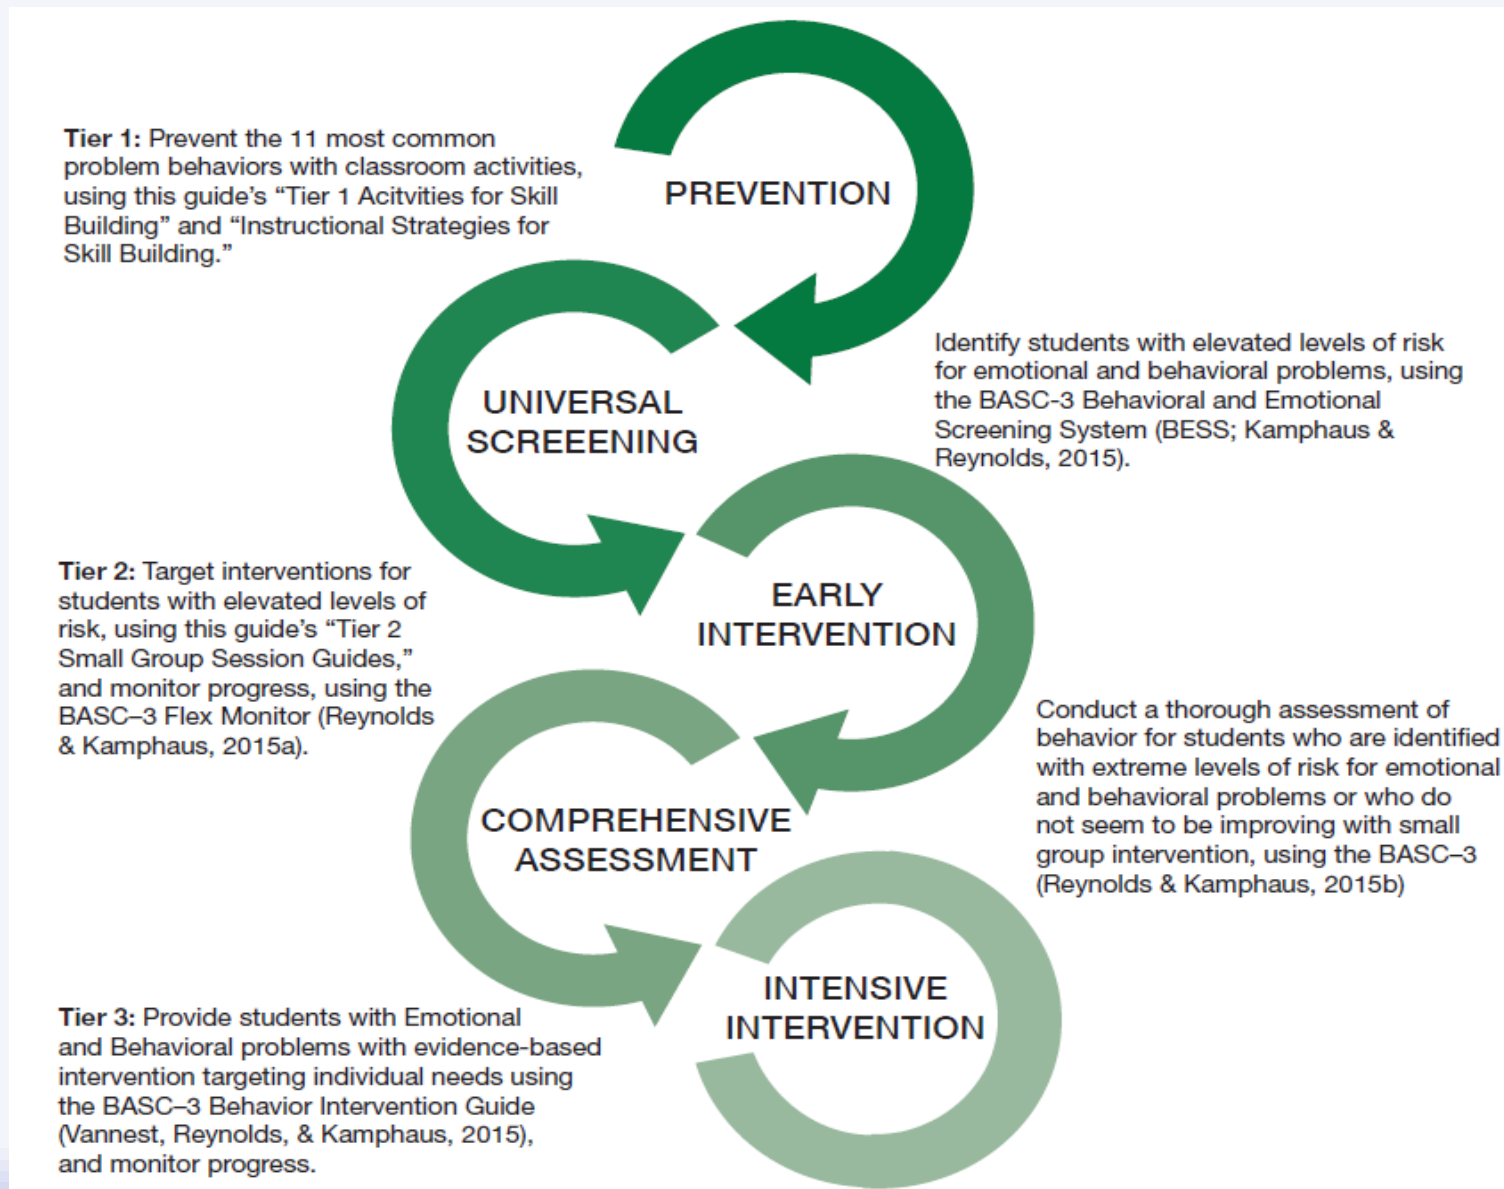 Tier 1: Prevent the 11 most common
problem behaviors with classroom activities,
using this guide's “Tier 1 Acitvities for Skill
Building” and “Instructional Strategies for
Skill Building.”
PREVENTION
UNIVERSAL
SCREEENING
Identify students with elevated levels of risk
for emotional and behavioral problems, using
the BASC-3 Behavioral and Emotional
Screening System (BESS; Kamphaus &
Reynolds, 2015).
Tier 2: Target interventions for
students with elevated levels of
risk, using this guide's “Tier 2
Small Group Session Guides,”
and monitor progress, using the
BASC–3 Flex Monitor (Reynolds
& Kamphaus, 2015a).
EARLY
INTERVENTION
COMPREHENSIVE
ASSESSMENT
Conduct a thorough assessment of
behavior for students who are identified
with extreme levels of risk for emotional
and behavioral problems or who do
not seem to be improving with small
group intervention, using the BASC–3
(Reynolds & Kamphaus, 2015b)
Tier 3: Provide students with Emotional
and Behavioral problems with evidence-based
intervention targeting individual needs using
the BASC–3 Behavior Intervention Guide
(Vannest, Reynolds, & Kamphaus, 2015),
and monitor progress.
INTENSIVE
INTERVENTION